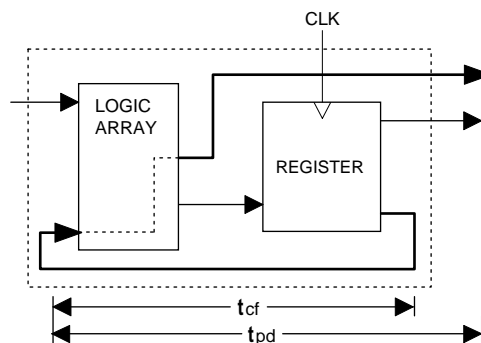 CLK
LOGIC
ARRAY
REGISTER
tcf
tpd